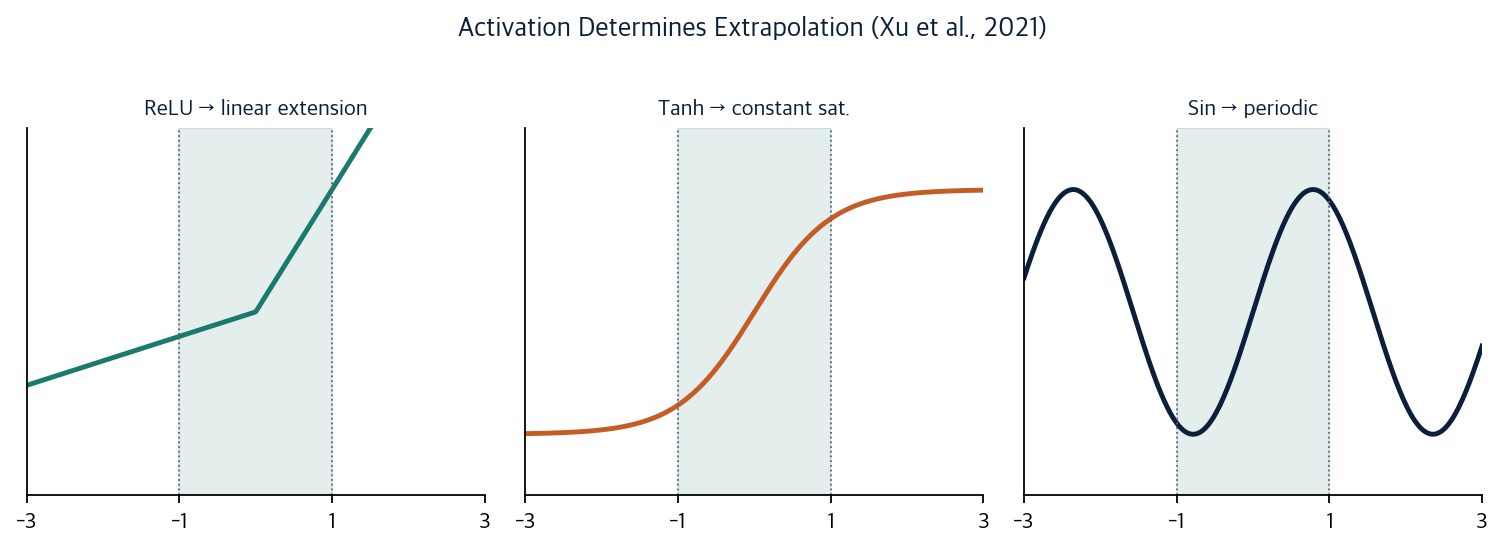 Activation Determines Extrapolation (Xu et al., 2021)
ReLU → linear extension
Tanh → constant sat.
Sin → periodic
−3 −1 1 3
−3 −1 1 3
−3 −1 1 3